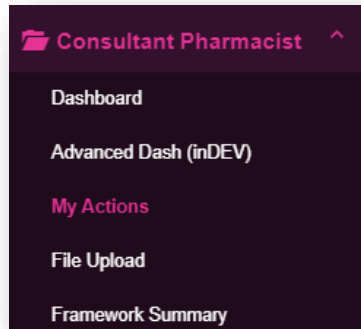 Consultant Pharmacist
Dashboard
Advanced Dash (inDEV)
My Actions
File Upload
Framework Summary